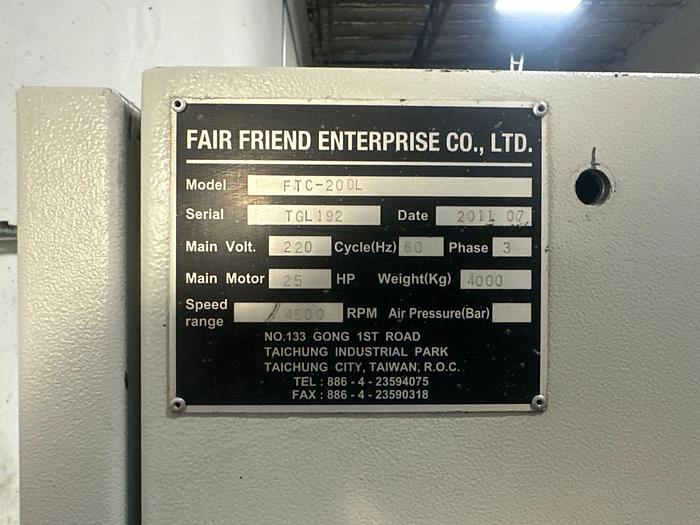 FAIR FRIEND ENTERPRISE CO., LTD.
Model FTC-200L
Serial TGL192 Date 2011 07
Main Volt. 220 Cycle(Hz) 60 Phase 3
Main Motor 25 HP Weight(Kg) 4000
Speed range 4500 RPM Air Pressure(Bar)
NO.133 GONG 1ST ROAD
TAICHUNG INDUSTRIAL PARK
TAICHUNG CITY, TAIWAN, R.O.C.
TEL : 886 - 4 - 23594075
FAX : 886 - 4 - 23590318